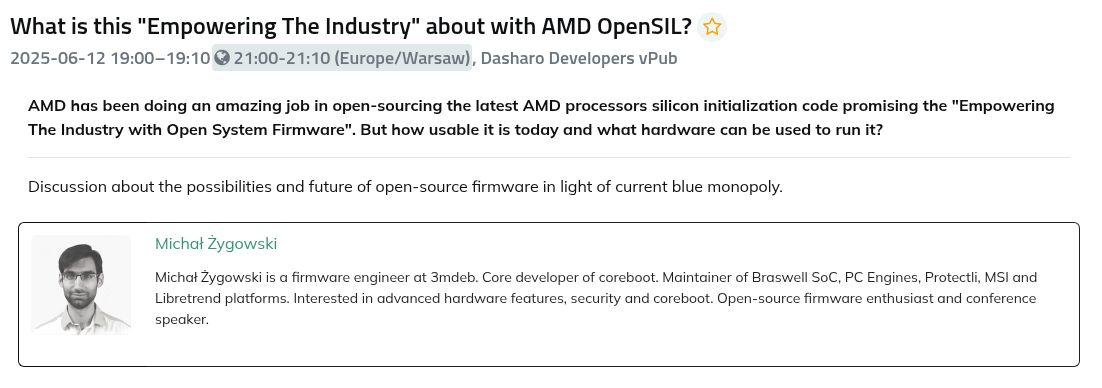 What is this "Empowering The Industry" about with AMD OpenSIL?
2025-06-12 19:00–19:10 21:00-21:10 (Europe/Warsaw), Dasharo Developers vPub
AMD has been doing an amazing job in open-sourcing the latest AMD processors silicon initialization code promising the "Empowering
The Industry with Open System Firmware". But how usable it is today and what hardware can be used to run it?
Discussion about the possibilities and future of open-source firmware in light of current blue monopoly.
Michał Żygowski
Michał Żygowski is a firmware engineer at 3mdeb. Core developer of coreboot. Maintainer of Braswell SoC, PC Engines, Protectli, MSI and
Libretrend platforms. Interested in advanced hardware features, security and coreboot. Open-source firmware enthusiast and conference
speaker.